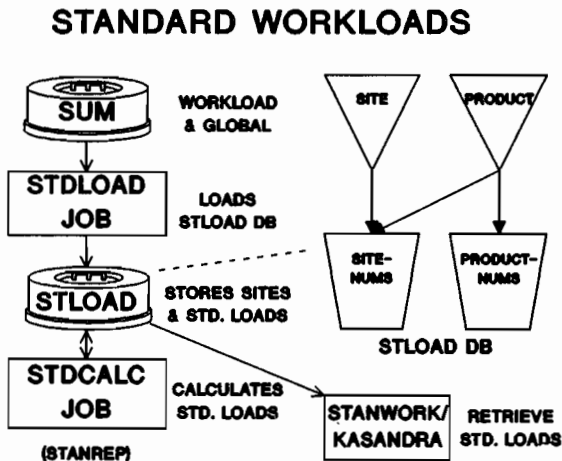 STANDARD WORKLOADS
SUM
WORKLOAD
& GLOBAL
SITE
PRODUCT
STDLOAD
JOB
LOADS
STLOAD DB
STLOAD
STORES SITES
& STD. LOADS
SITE-
NUMS
PRODUCT-
NUMS
STLOAD DB
STDCALC
JOB
CALCULATES
STD. LOADS
(STANREP)
STANWORK/
KASANDRA
RETRIEVE
STD. LOADS